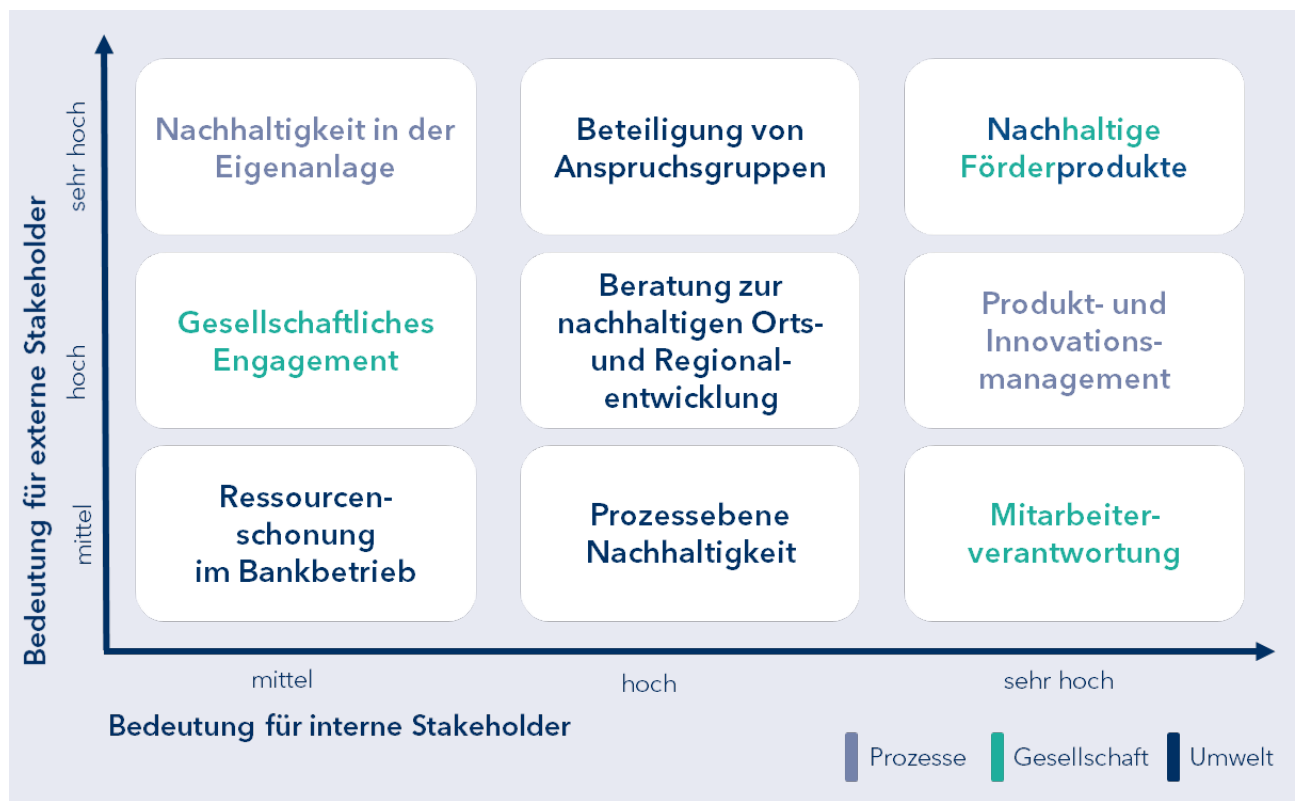 Bedeutung für externe Stakeholder
sehr hoch
hoch
mittel
Nachhaltigkeit in der
Eigenanlage
Beteiligung von
Anspruchsgruppen
Nachhaltige
Förderprodukte
Gesellschaftliches
Engagement
Beratung zur
nachhaltigen Orts-
und Regional-
entwicklung
Produkt- und
Innovations-
management
Ressourcen-
schonung
im Bankbetrieb
Prozessebene
Nachhaltigkeit
Mitarbeiter-
verantwortung
mittel
hoch
sehr hoch
Bedeutung für interne Stakeholder
Prozesse
Gesellschaft
Umwelt